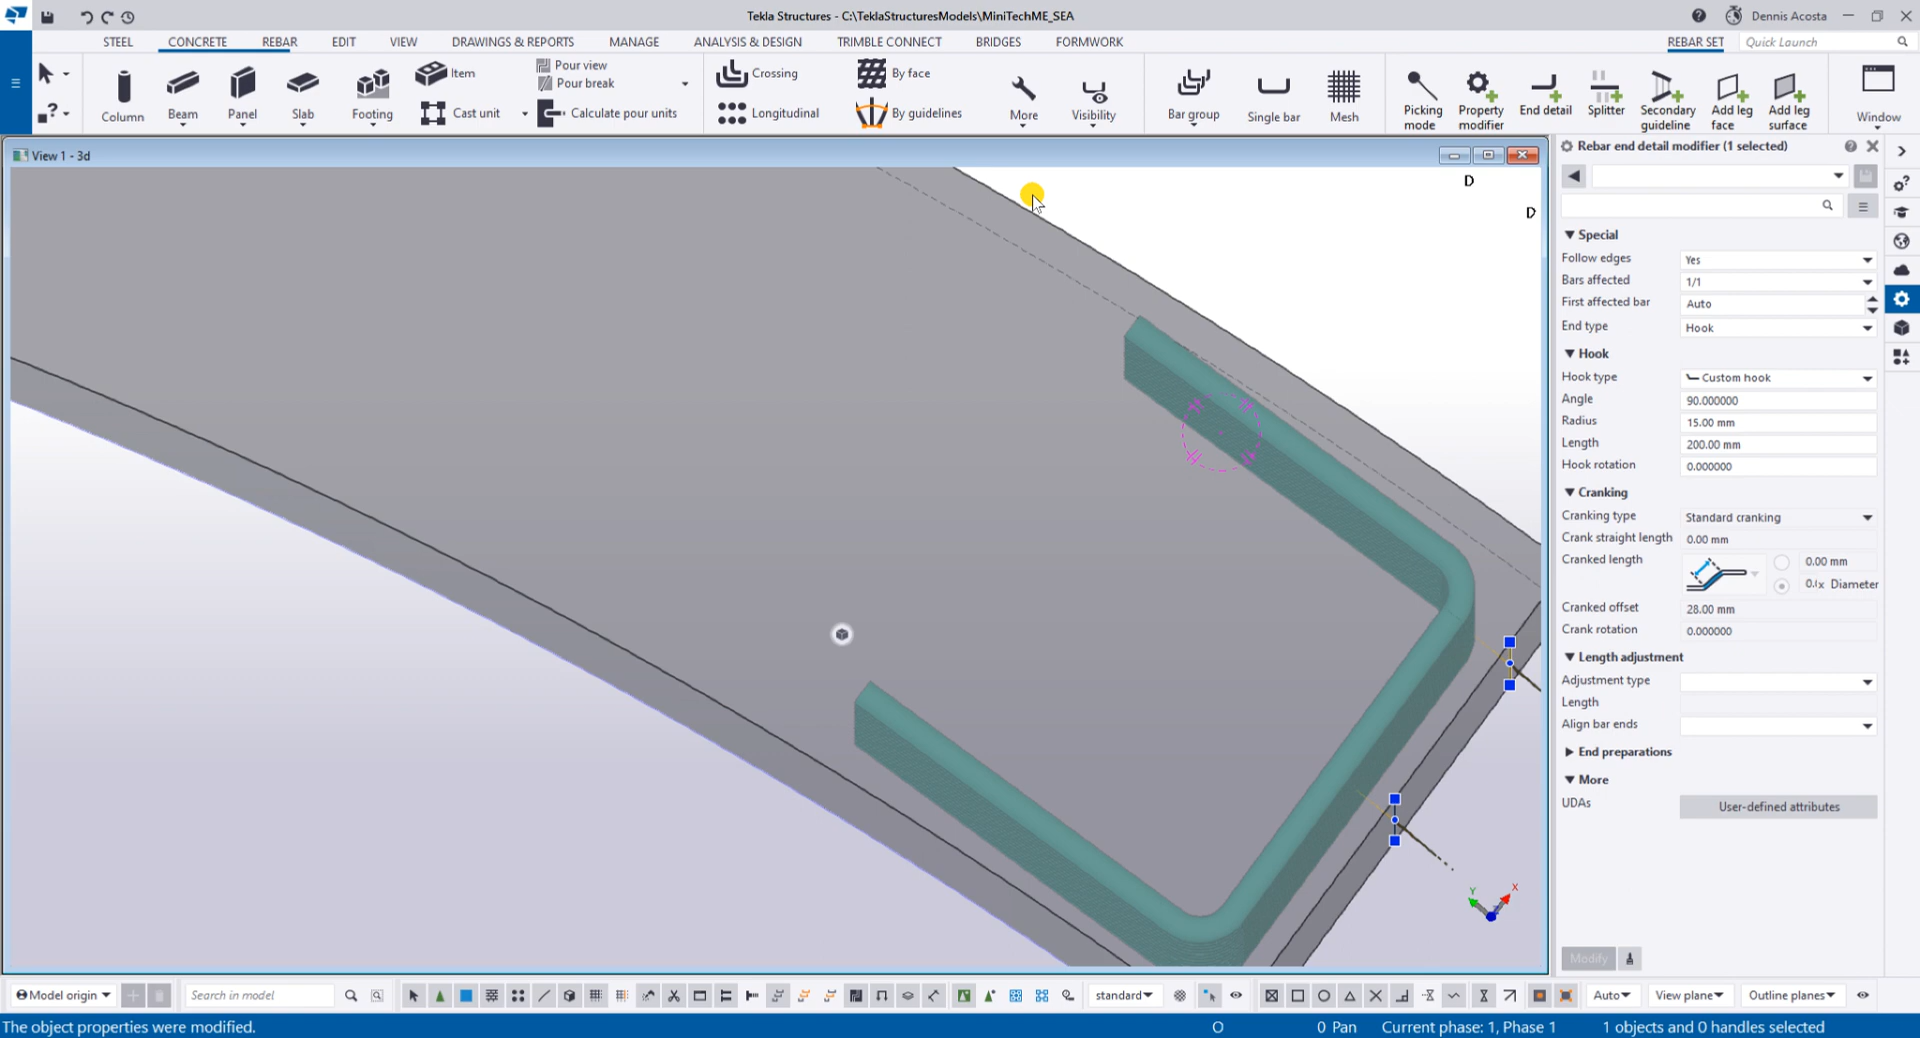 Tekla Structures - C:\TeklaStructuresModels\MiniTechME_SEA
Dennis Acosta
STEEL CONCRETE REBAR EDIT VIEW DRAWINGS & REPORTS MANAGE ANALYSIS & DESIGN TRIMBLE CONNECT BRIDGES FORMWORK REBAR SET Quick Launch
Column Beam Panel Slab Footing Item Cast unit
Pour view
Pour break
Calculate pour units
Crossing By face
Longitudinal By guidelines
More Visibility Bar group Single bar Mesh
Picking mode Property modifier End detail Splitter Secondary guideline Add leg face Add leg surface Window
View 1 - 3d
D
D
Rebar end detail modifier (1 selected)
Special
Follow edges Yes
Bars affected 1/1
First affected bar Auto
End type Hook
Hook
Hook type Custom hook
Angle 90.000000
Radius 15.00 mm
Length 200.00 mm
Hook rotation 0.000000
Cranking
Cranking type Standard cranking
Crank straight length 0.00 mm
Cranked length 0.00 mm
Diameter
Cranked offset 28.00 mm
Crank rotation 0.000000
Length adjustment
Adjustment type
Length
Align bar ends
End preparations
More
UDAs User-defined attributes
Y X
Modify
Model origin Search in model standard Auto View plane Outline planes
The object properties were modified. O 0 Pan Current phase: 1, Phase 1 1 objects and 0 handles selected